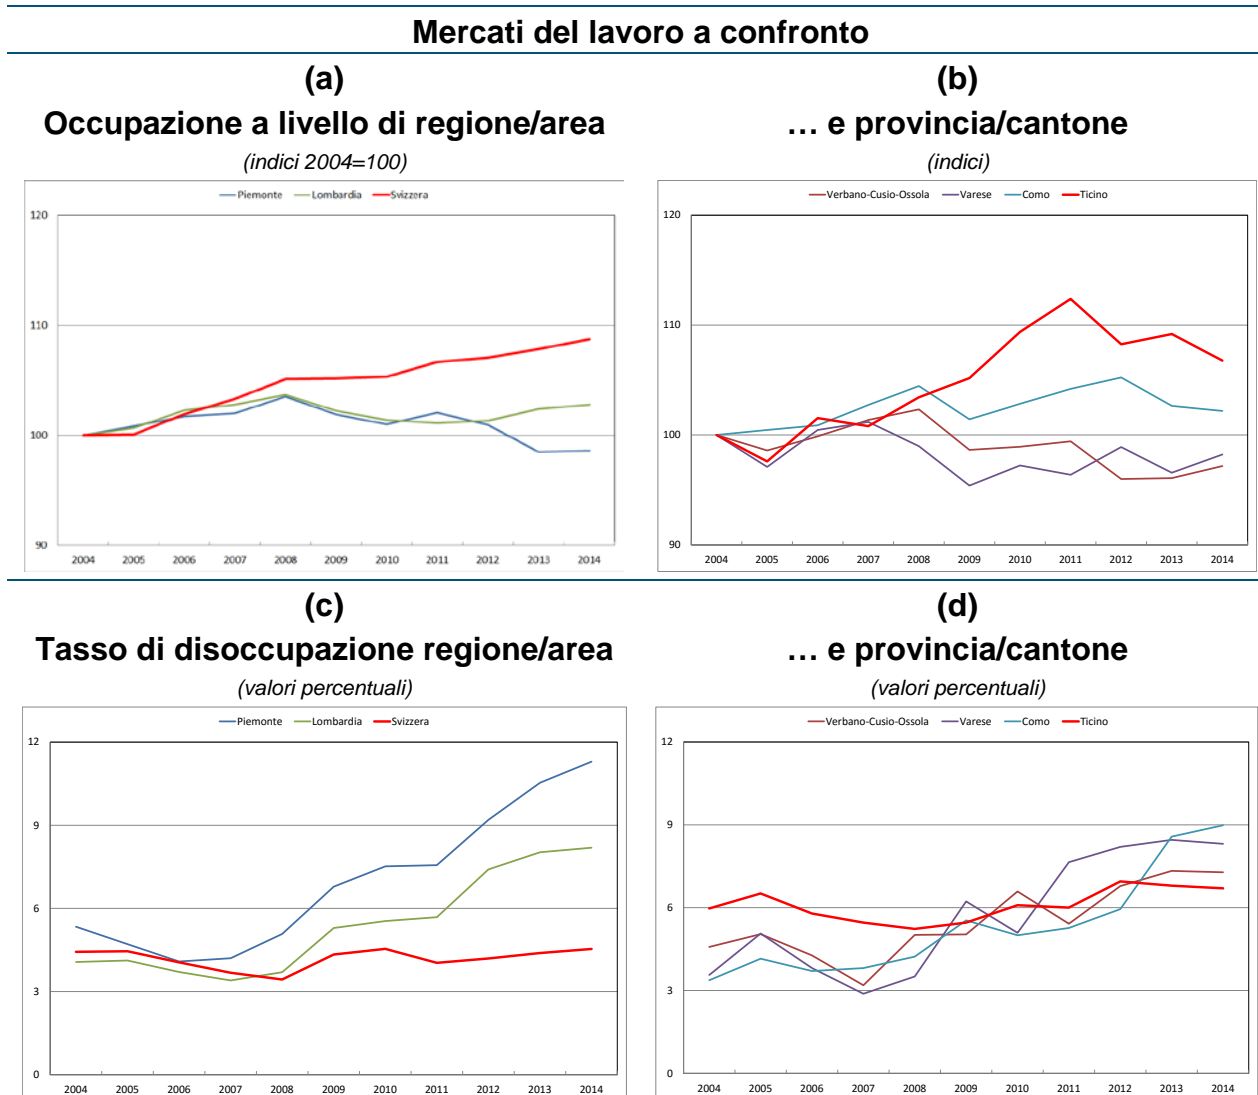 Mercati del lavoro a confronto
(a)
Occupazione a livello di regione/area
(indici 2004=100)
Piemonte Lombardia Svizzera
120
110
100
90
2004 2005 2006 2007 2008 2009 2010 2011 2012 2013 2014
(b)
… e provincia/cantone
(indici)
Verbano-Cusio-Ossola Varese Como Ticino
120
110
100
90
2004 2005 2006 2007 2008 2009 2010 2011 2012 2013 2014
(c)
Tasso di disoccupazione regione/area
(valori percentuali)
Piemonte Lombardia Svizzera
12
9
6
3
0
2004 2005 2006 2007 2008 2009 2010 2011 2012 2013 2014
(d)
… e provincia/cantone
(valori percentuali)
Verbano-Cusio-Ossola Varese Como Ticino
12
9
6
3
0
2004 2005 2006 2007 2008 2009 2010 2011 2012 2013 2014